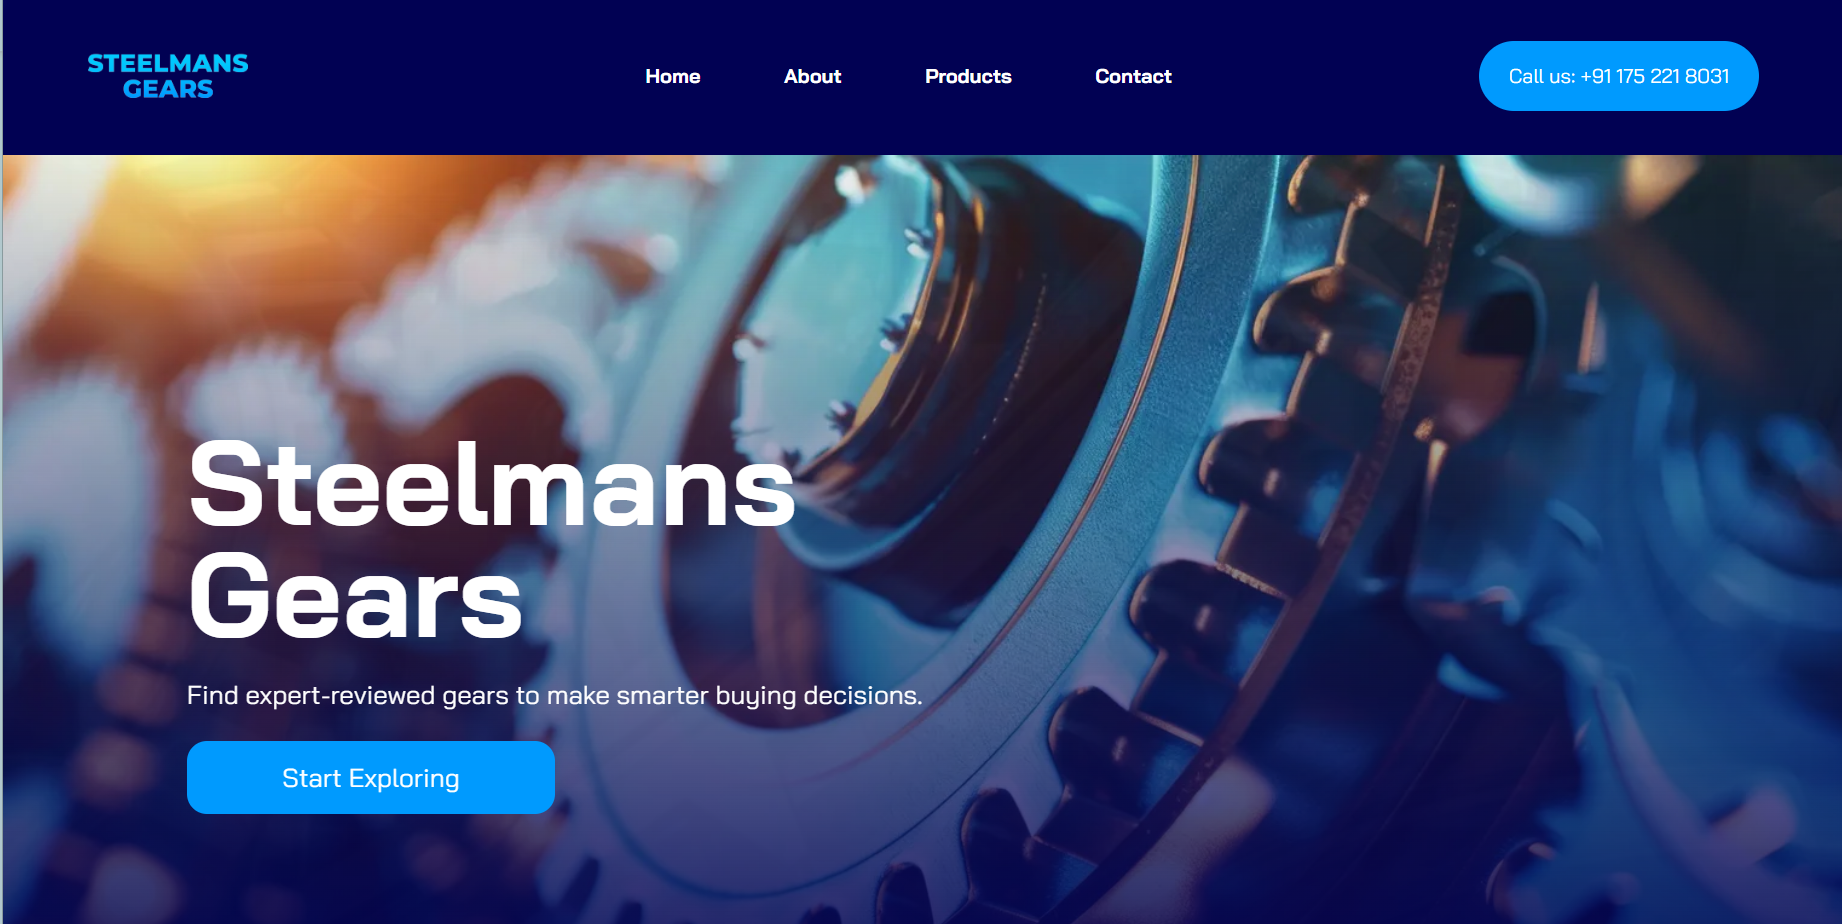 STEELMANS
GEARS
Home
About
Products
Contact
Call us: +91 175 221 8031
Steelmans
Gears
Find expert-reviewed gears to make smarter buying decisions.
Start Exploring